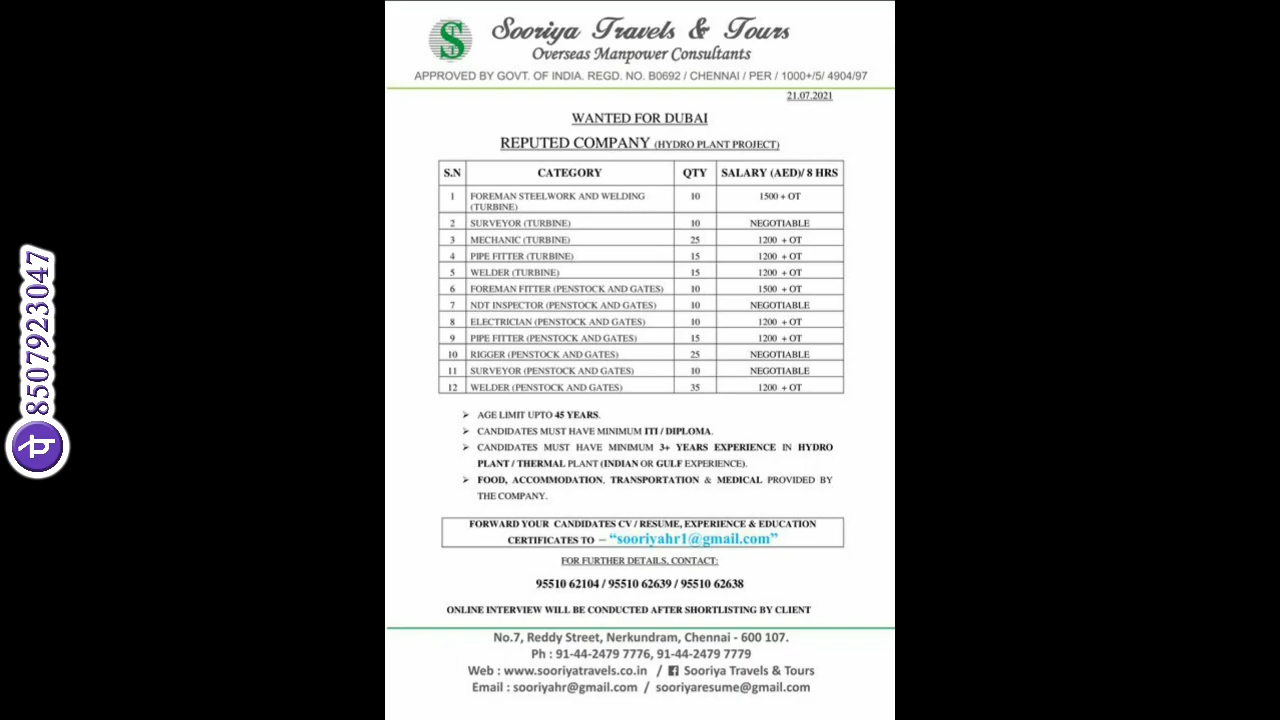 Sooriya Travels & Tours
Overseas Manpower Consultants
APPROVED BY GOVT. OF INDIA. REGD. NO. B0692 / CHENNAI / PER / 1000+/5/ 4904/97
21.07.2021
WANTED FOR DUBAI
REPUTED COMPANY (HYDRO PLANT PROJECT)
S.N CATEGORY QTY SALARY (AED)/ 8 HRS
1 FOREMAN STEELWORK AND WELDING (TURBINE) 10 1500 + OT
2 SURVEYOR (TURBINE) 10 NEGOTIABLE
3 MECHANIC (TURBINE) 25 1200 + OT
4 PIPE FITTER (TURBINE) 15 1200 + OT
5 WELDER (TURBINE) 15 1200 + OT
6 FOREMAN FITTER (PENSTOCK AND GATES) 10 1500 + OT
7 NDT INSPECTOR (PENSTOCK AND GATES) 10 NEGOTIABLE
8 ELECTRICIAN (PENSTOCK AND GATES) 10 1200 + OT
9 PIPE FITTER (PENSTOCK AND GATES) 15 1200 + OT
10 RIGGER (PENSTOCK AND GATES) 25 NEGOTIABLE
11 SURVEYOR (PENSTOCK AND GATES) 10 NEGOTIABLE
12 WELDER (PENSTOCK AND GATES) 35 1200 + OT
➢ AGE LIMIT UPTO 45 YEARS.
➢ CANDIDATES MUST HAVE MINIMUM ITI / DIPLOMA.
➢ CANDIDATES MUST HAVE MINIMUM 3+ YEARS EXPERIENCE IN HYDRO
PLANT / THERMAL PLANT (INDIAN OR GULF EXPERIENCE).
➢ FOOD, ACCOMMODATION, TRANSPORTATION & MEDICAL PROVIDED BY
THE COMPANY.
FORWARD YOUR CANDIDATES CV / RESUME, EXPERIENCE & EDUCATION
CERTIFICATES TO – “sooriyahr1@gmail.com”
FOR FURTHER DETAILS, CONTACT:
95510 62104 / 95510 62639 / 95510 62638
ONLINE INTERVIEW WILL BE CONDUCTED AFTER SHORTLISTING BY CLIENT
No.7, Reddy Street, Nerkundram, Chennai - 600 107.
Ph : 91-44-2479 7776, 91-44-2479 7779
Web : www.sooriyatravels.co.in / Sooriya Travels & Tours
Email : sooriyahr@gmail.com / sooriyaresume@gmail.com
8507923047
पे